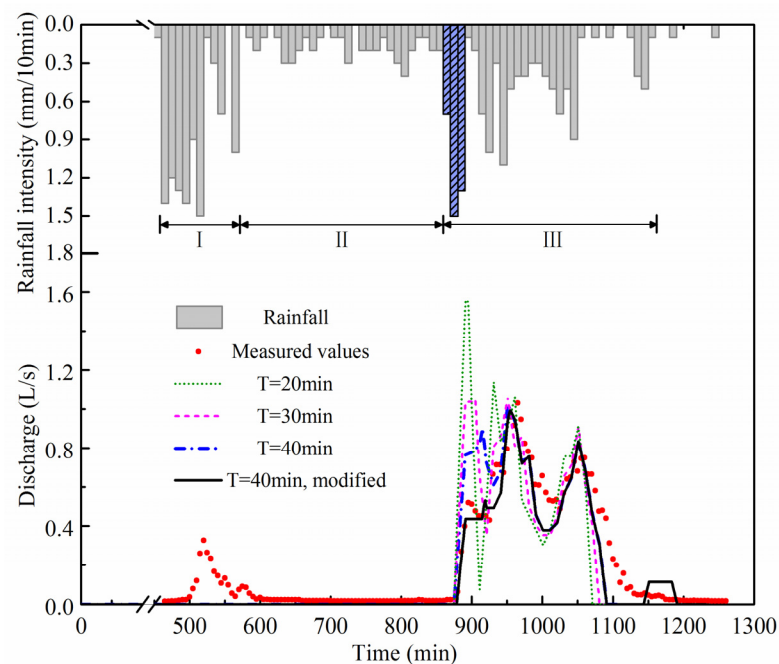 0.0
0.3
0.6
0.9
1.2
1.5
1.8
Rainfall intensity (mm/10min)
I
II
III
1.6
1.2
0.8
0.4
0.0
Discharge (L/s)
Rainfall
Measured values
T=20min
T=30min
T=40min
T=40min, modified
0 500 600 700 800 900 1000 1100 1200 1300
Time (min)